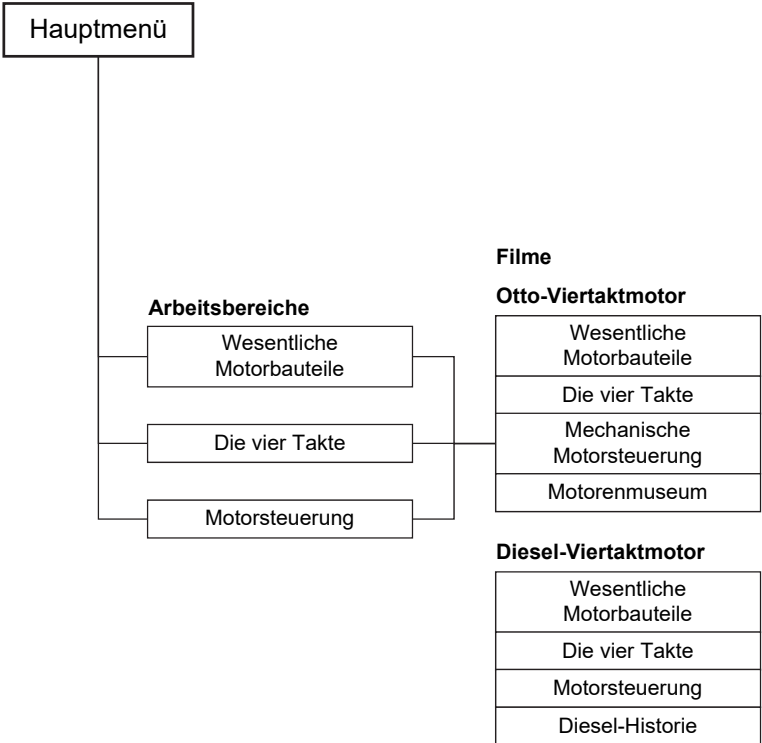 Hauptmenü
Arbeitsbereiche
Wesentliche
Motorbauteile
Die vier Takte
Motorsteuerung
Filme
Otto-Viertaktmotor
Wesentliche
Motorbauteile
Die vier Takte
Mechanische
Motorsteuerung
Motorenmuseum
Diesel-Viertaktmotor
Wesentliche
Motorbauteile
Die vier Takte
Motorsteuerung
Diesel-Historie